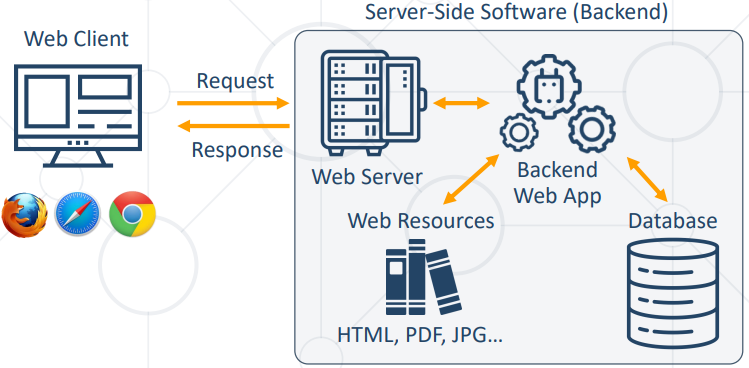 Server-Side Software (Backend)
Web Client
Request
Response
Web Server
Backend
Web App
Web Resources
Database
HTML, PDF, JPG...